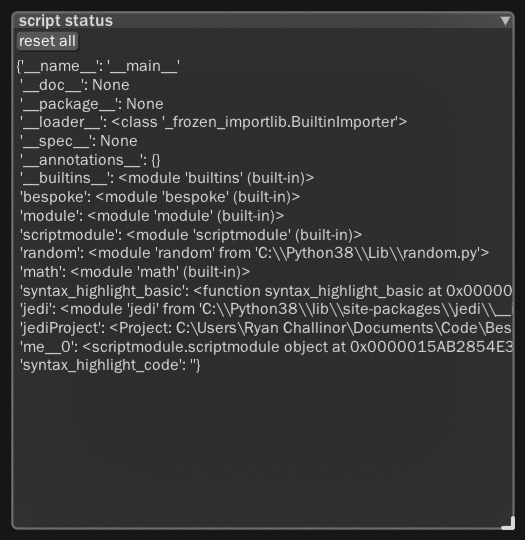 script status
reset all
{'__name__': '__main__'
'__doc__': None
'__package__': None
'__loader__': <class '_frozen_importlib.BuiltinImporter'>
'__spec__': None
'__annotations__': {}
'__builtins__': <module 'builtins' (built-in)>
'bespoke': <module 'bespoke' (built-in)>
'module': <module 'module' (built-in)>
'scriptmodule': <module 'scriptmodule' (built-in)>
'random': <module 'random' from 'C:\\Python38\\Lib\\random.py'>
'math': <module 'math' (built-in)>
'syntax_highlight_basic': <function syntax_highlight_basic at 0x00000
'jedi': <module 'jedi' from 'C:\\Python38\\lib\\site-packages\\jedi\\__
'jediProject': <Project: C:\Users\Ryan Challinor\Documents\Code\Bes
'me__0': <scriptmodule.scriptmodule object at 0x0000015AB2854E3
'syntax_highlight_code': ''}